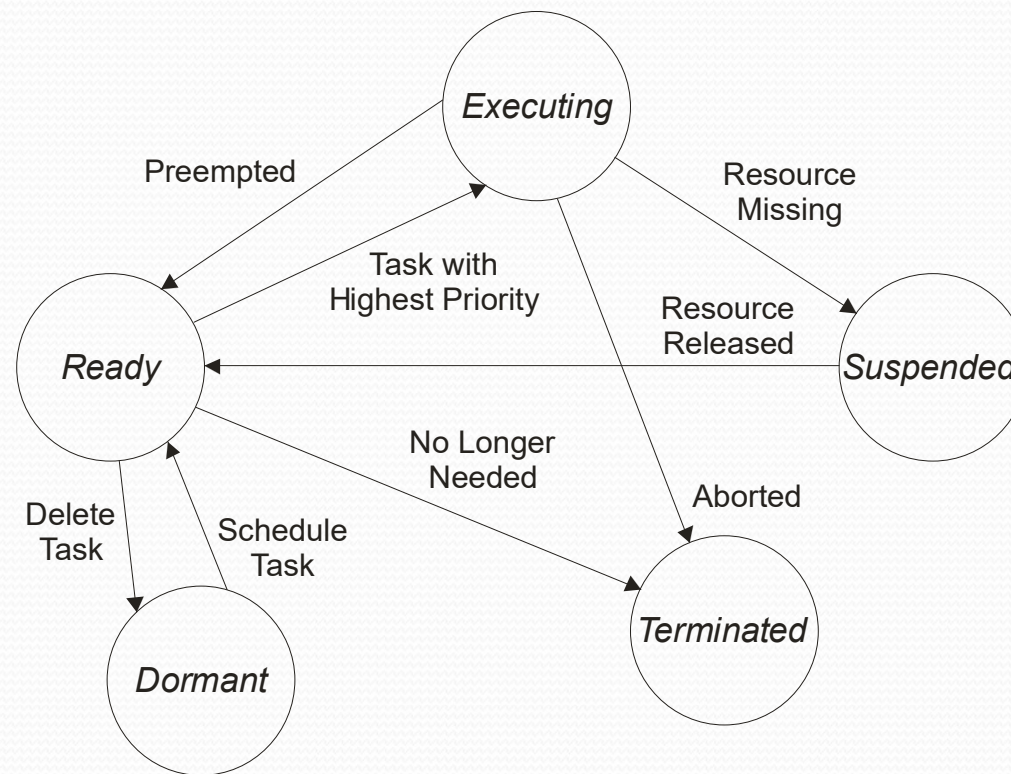 Executing
Preempted
Resource
Missing
Task with
Highest Priority
Resource
Released
Ready
Suspended
No Longer
Needed
Aborted
Delete
Task
Schedule
Task
Terminated
Dormant